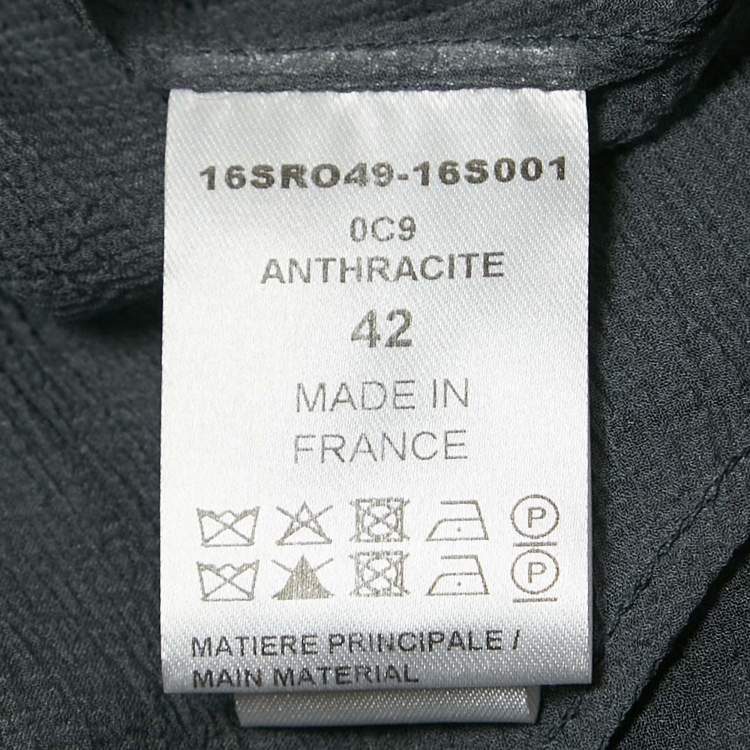 16SRO49-16S001
0C9
ANTHRACITE
42
MADE IN
FRANCE
P
P
MATIERE PRINCIPALE /
MAIN MATERIAL